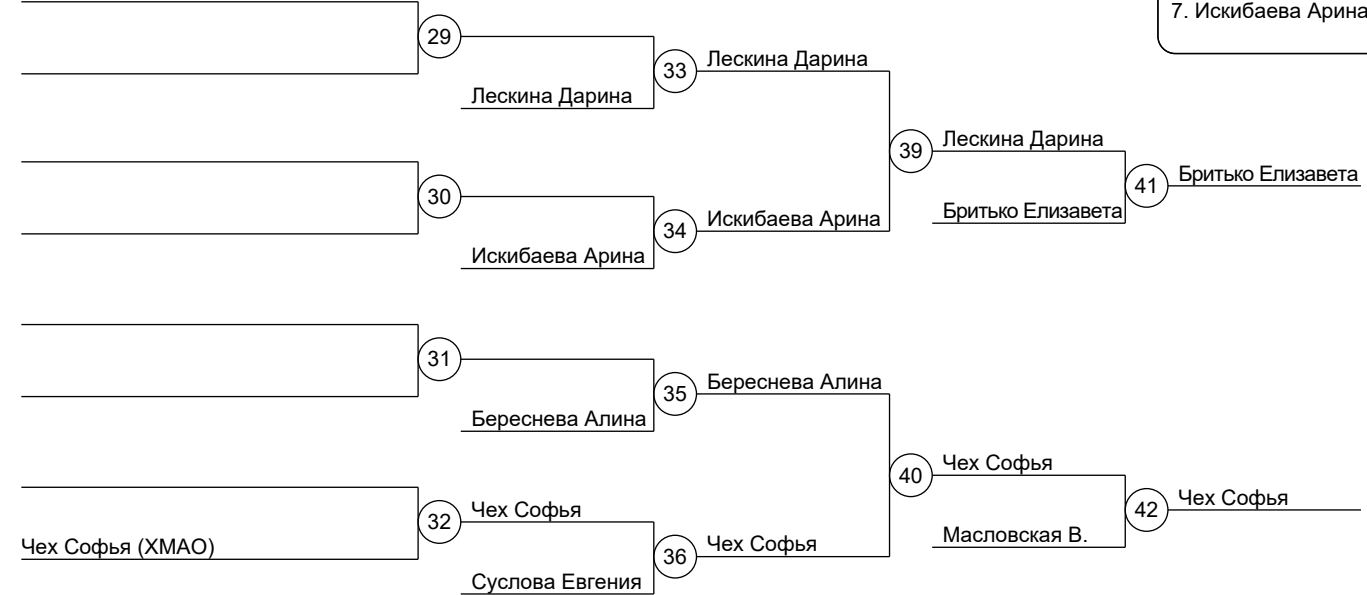 7. Искибаева Арина
29
Лескина Дарина
33
Лескина Дарина
39
Лескина Дарина
41
Бритько Елизавета
Бритько Елизавета
30
Искибаева Арина
34
Искибаева Арина
31
Береснева Алина
35
Береснева Алина
40
Чех Софья
42
Чех Софья
Масловская В.
Чех Софья (ХМАО)
32
Чех Софья
36
Чех Софья
Суслова Евгения